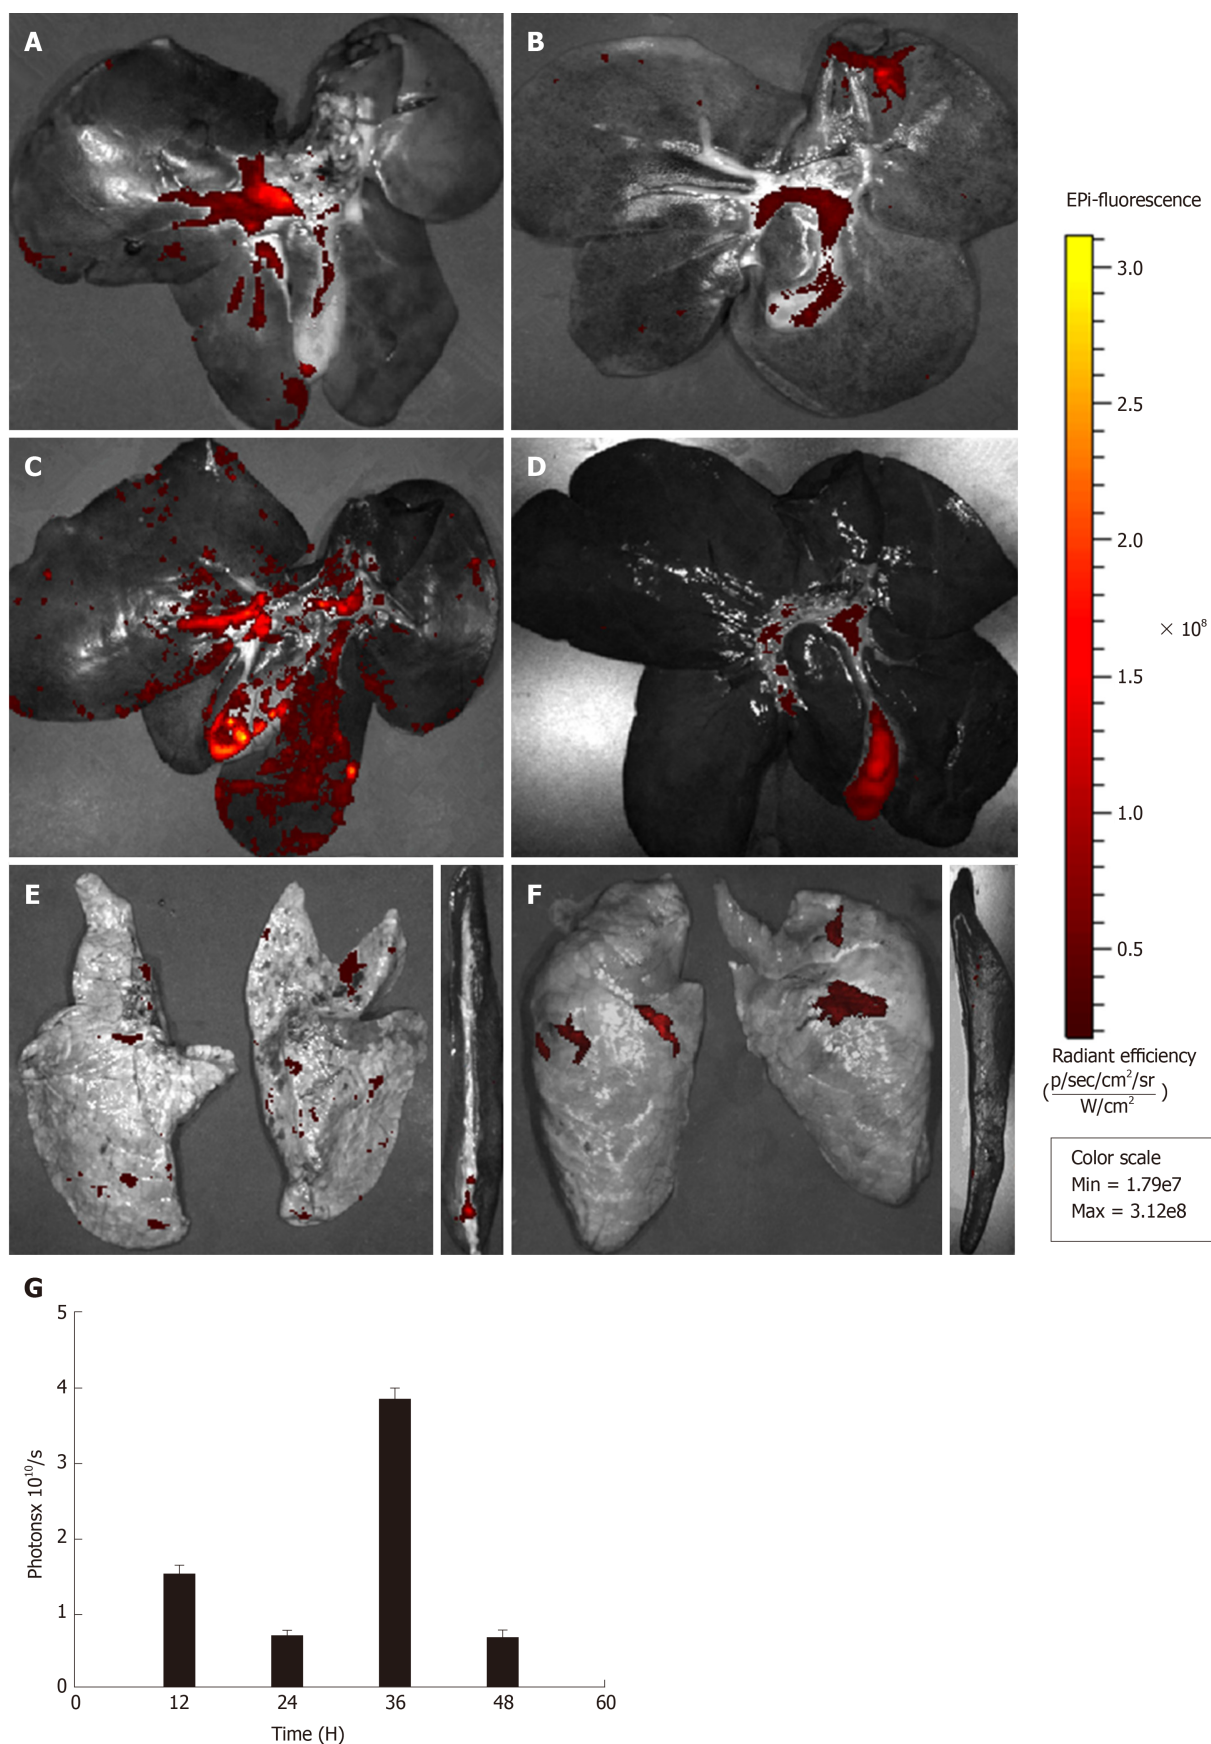 A
B
EPi-fluorescence
3.0
2.5
C
D
2.0
× 10⁸
1.5
1.0
E
F
0.5
Radiant efficiency
(p/sec/cm²/sr
W/cm²)
Color scale
Min = 1.79e7
Max = 3.12e8
G
5
4
3
2
1
0
Photonsx 10¹⁰/s
0 12 24 36 48 60
Time (H)